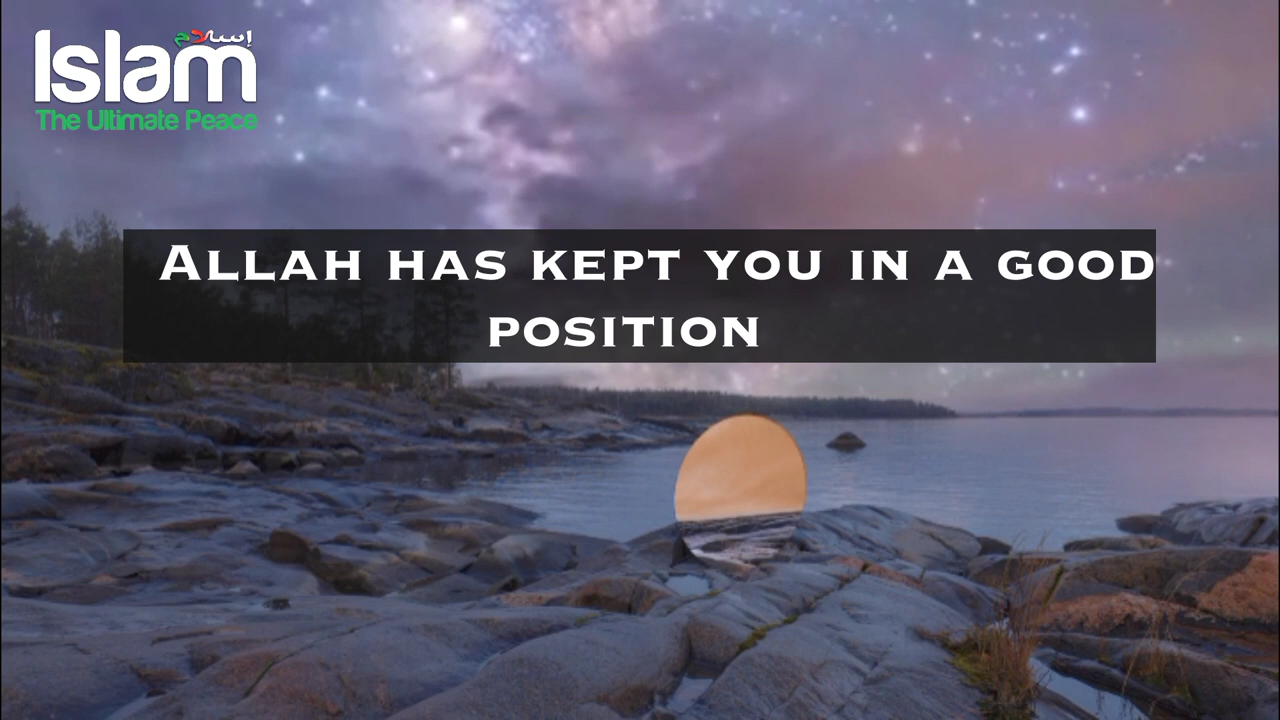 إسلام
Islam
The Ultimate Peace
ALLAH HAS KEPT YOU IN A GOOD
POSITION